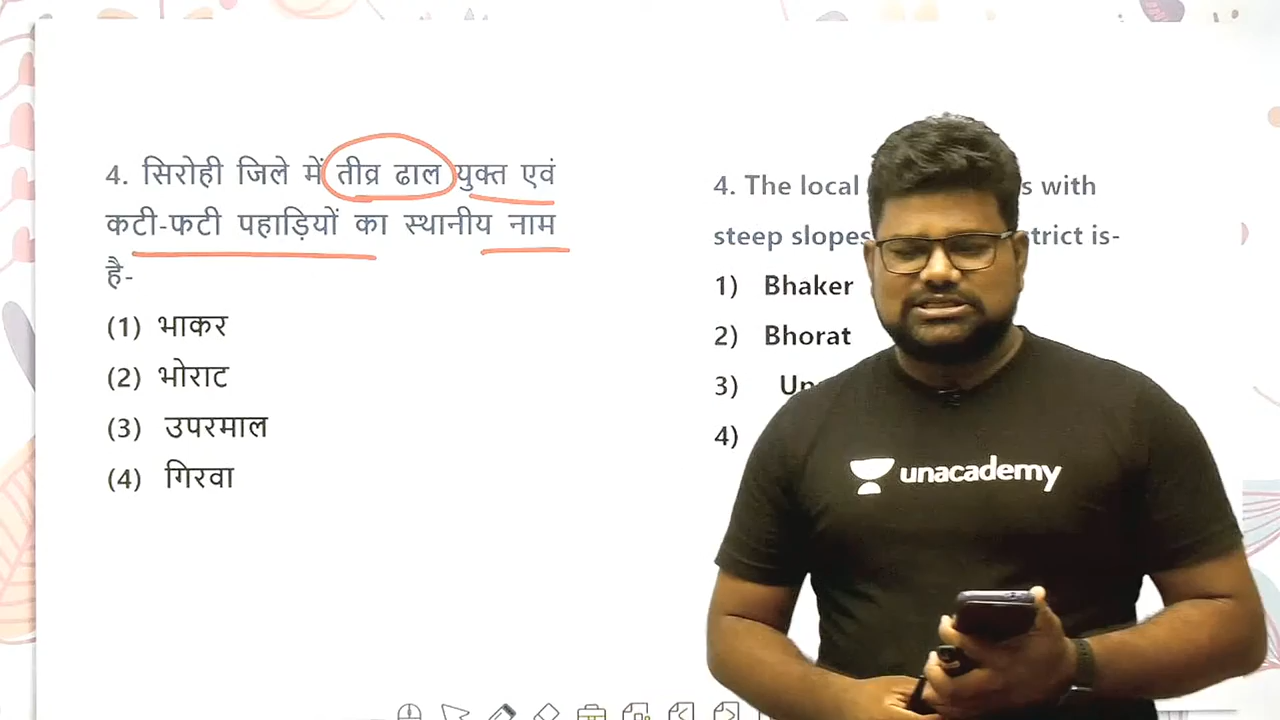 4. सिरोही जिले में तीव्र ढाल युक्त एवं
कटी-फटी पहाड़ियों का स्थानीय नाम
है-
(1) भाकर
(2) भोराट
(3) उपरमाल
(4) गिरवा
4. The local s with
steep slopes trict is-
1) Bhaker
2) Bhorat
3)
4)
unacademy